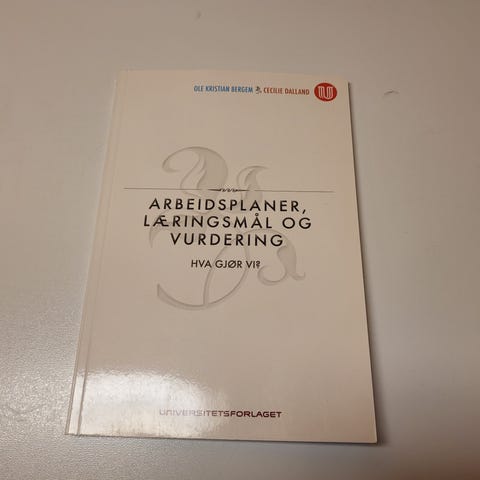 OLE KRISTIAN BERGEM & CECILIE DALLAND
ARBEIDSPLANER,
LÆRINGSMÅL OG
VURDERING
HVA GJØR VI?
UNIVERSITETSFORLAGET